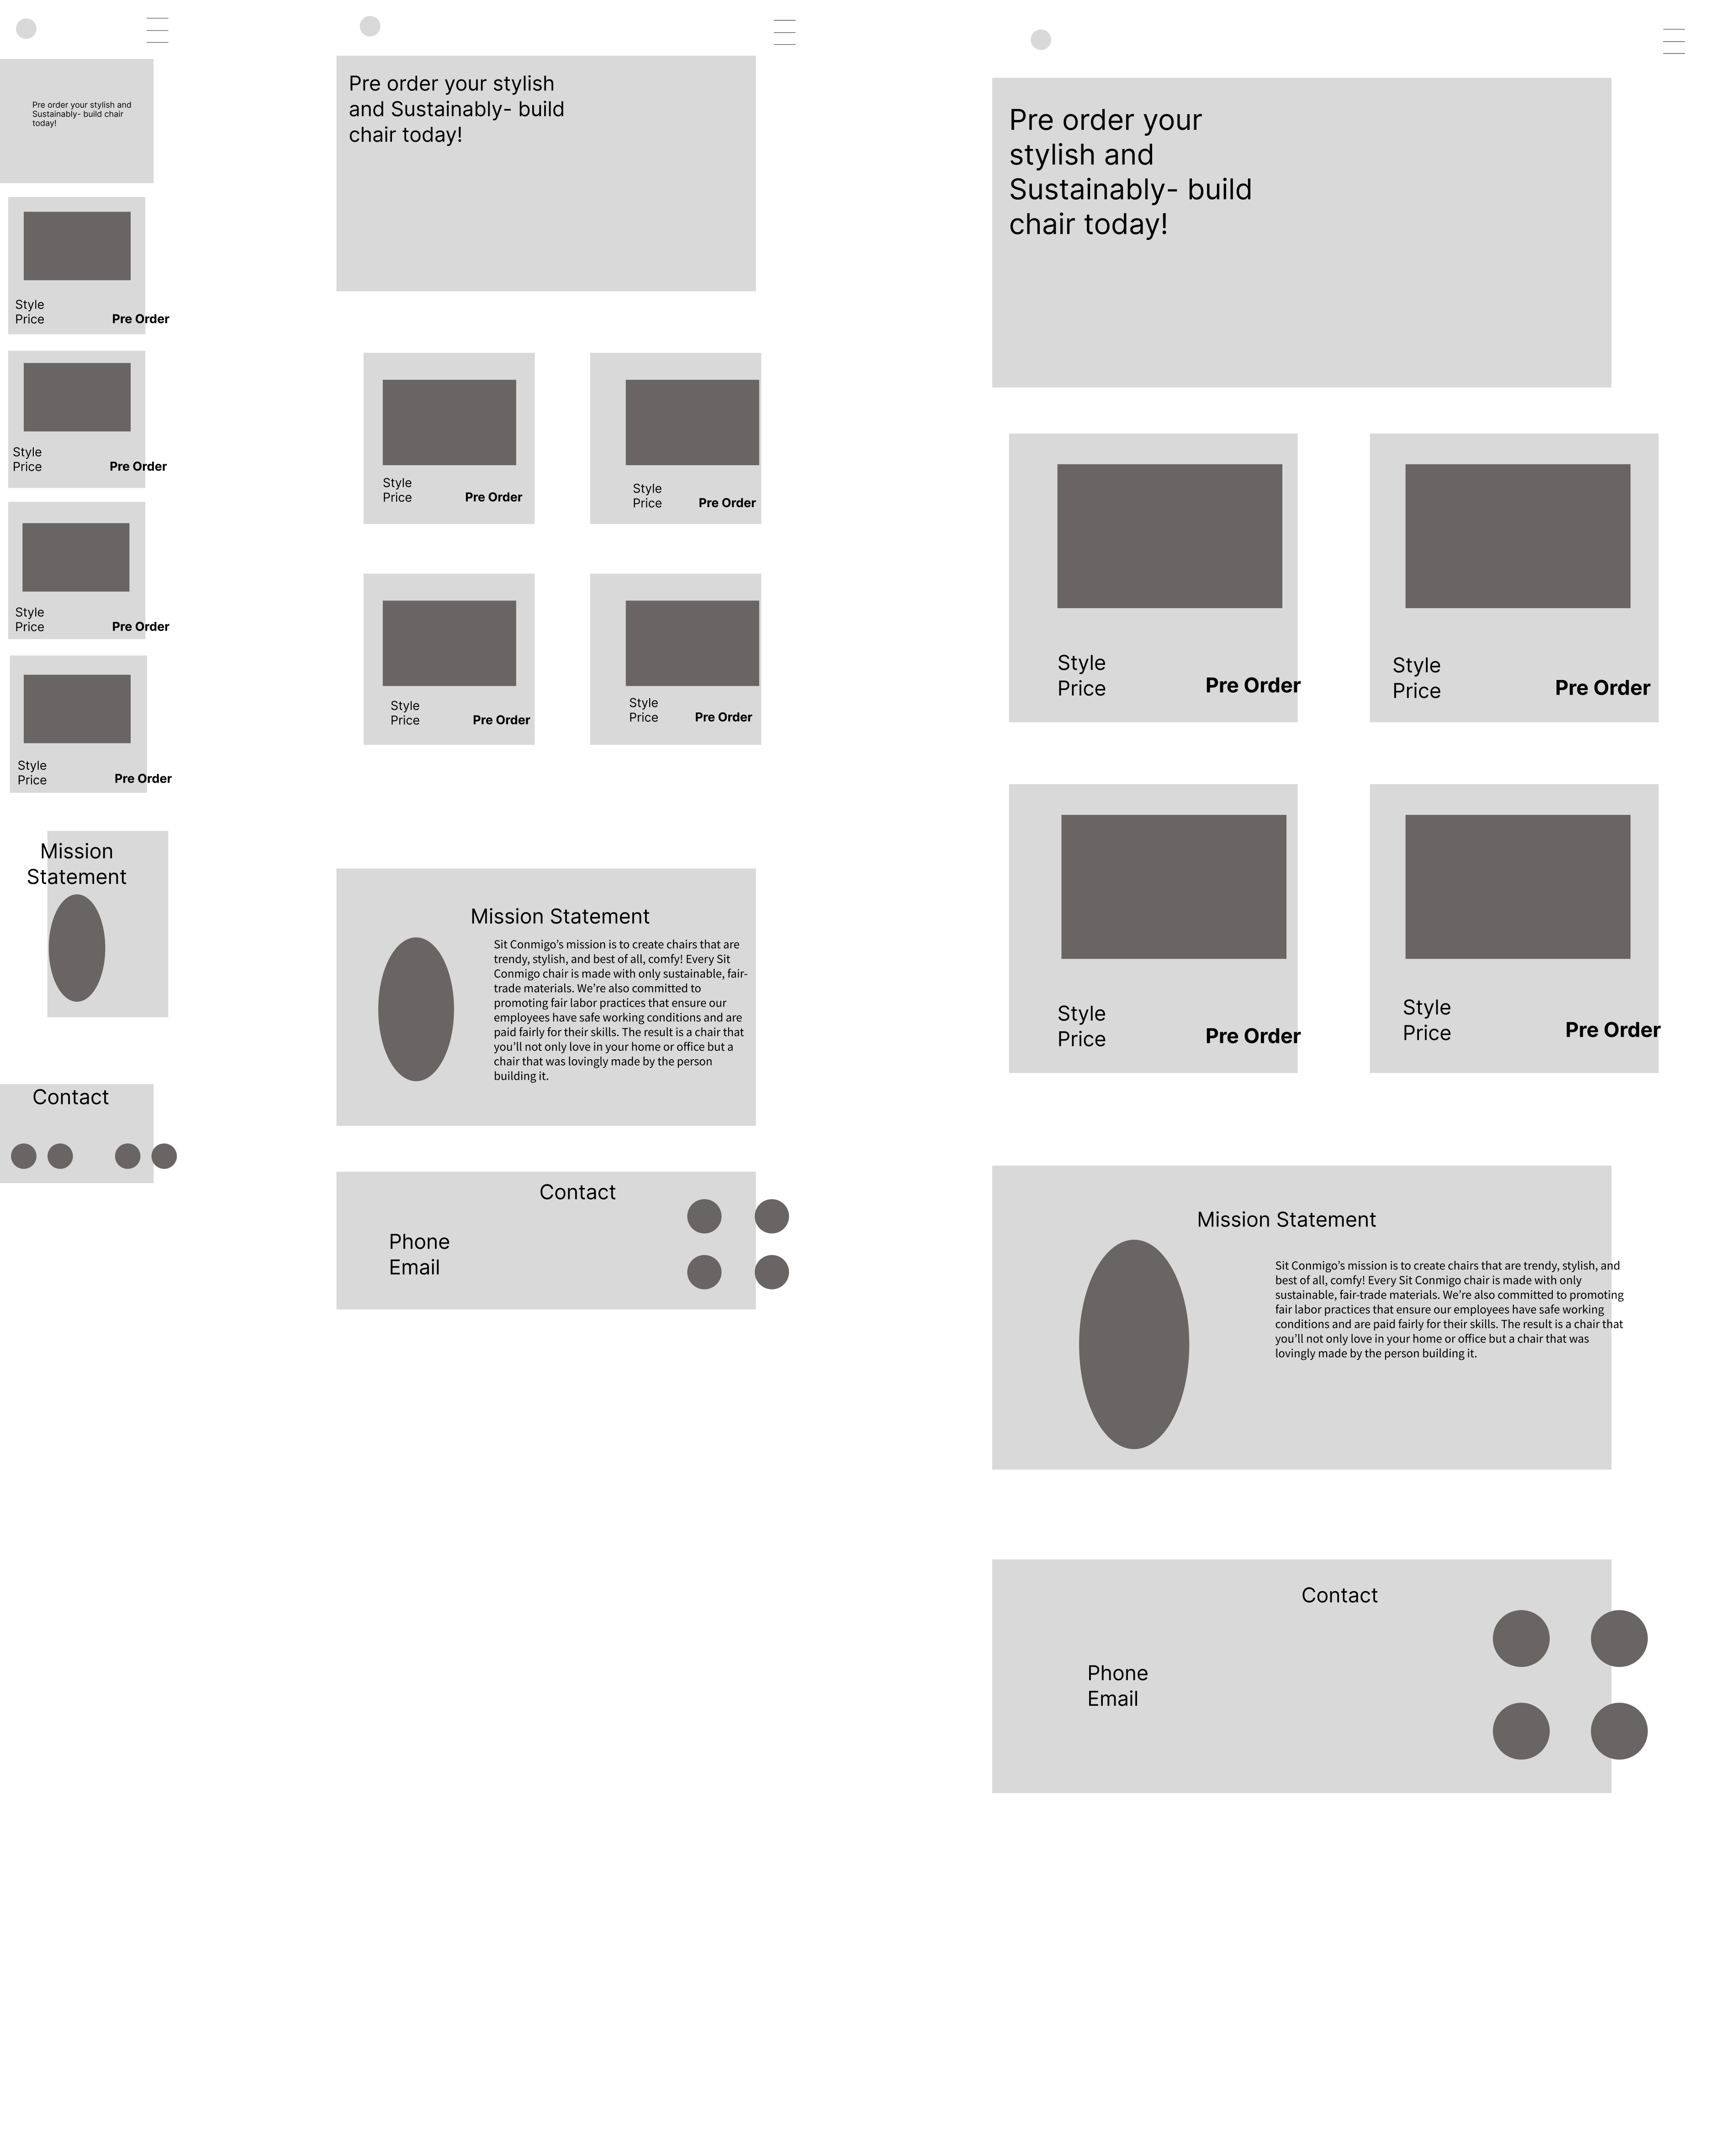 Pre order your stylish and
Sustainably- build chair
today!
Style
Price
Pre Order
Style
Price
Pre Order
Style
Price
Pre Order
Style
Price
Pre Order
Mission
Statement
Contact
Pre order your stylish
and Sustainably- build
chair today!
Style
Price
Pre Order
Style
Price
Pre Order
Style
Price
Pre Order
Style
Price
Pre Order
Mission Statement
Sit Conmigo’s mission is to create chairs that are
trendy, stylish, and best of all, comfy! Every Sit
Conmigo chair is made with only sustainable, fair-
trade materials. We’re also committed to
promoting fair labor practices that ensure our
employees have safe working conditions and are
paid fairly for their skills. The result is a chair that
you’ll not only love in your home or office but a
chair that was lovingly made by the person
building it.
Contact
Phone
Email
Pre order your
stylish and
Sustainably- build
chair today!
Style
Price
Pre Order
Style
Price
Pre Order
Style
Price
Pre Order
Style
Price
Pre Order
Mission Statement
Sit Conmigo’s mission is to create chairs that are trendy, stylish, and
best of all, comfy! Every Sit Conmigo chair is made with only
sustainable, fair-trade materials. We’re also committed to promoting
fair labor practices that ensure our employees have safe working
conditions and are paid fairly for their skills. The result is a chair that
you’ll not only love in your home or office but a chair that was
lovingly made by the person building it.
Contact
Phone
Email